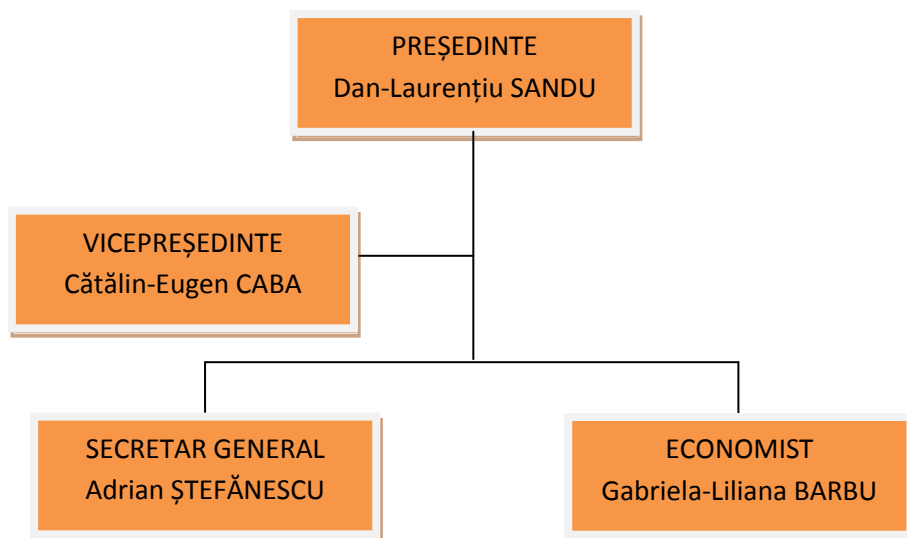 PREȘEDINTE
Dan-Laurențiu SANDU
VICEPREȘEDINTE
Cătălin-Eugen CABA
SECRETAR GENERAL
Adrian ȘTEFĂNESCU
ECONOMIST
Gabriela-Liliana BARBU